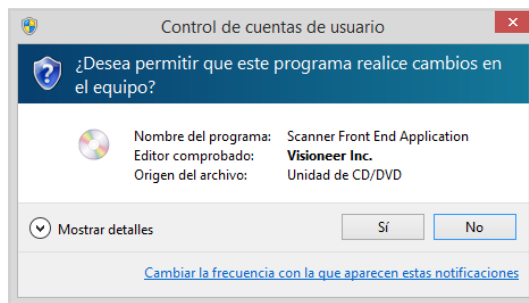 Control de cuentas de usuario
¿Desea permitir que este programa realice cambios en
el equipo?
Nombre del programa: Scanner Front End Application
Editor comprobado: Visioneer Inc.
Origen del archivo: Unidad de CD/DVD
Mostrar detalles Sí No
Cambiar la frecuencia con la que aparecen estas notificaciones